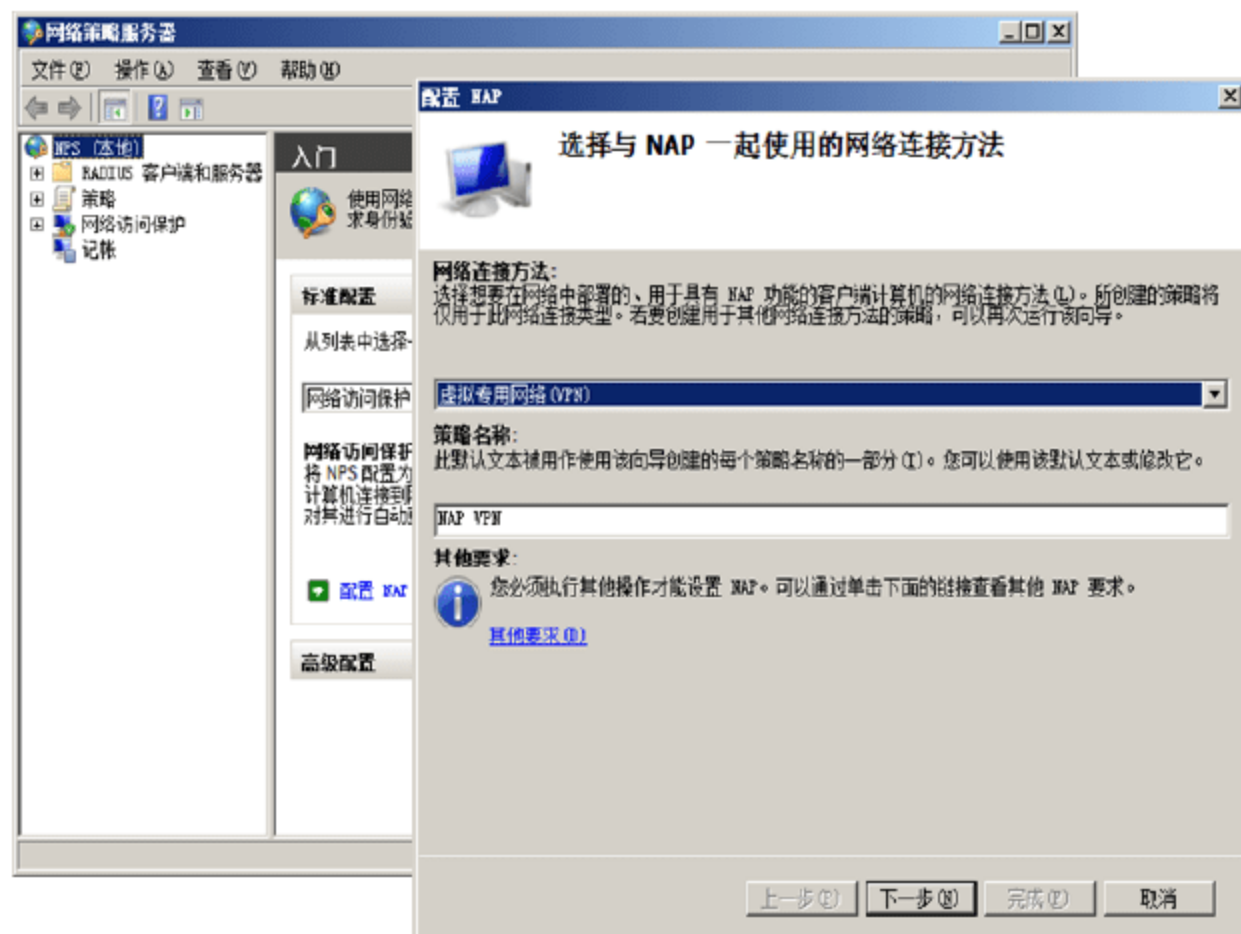 网络策略服务器
文件(F) 操作(A) 查看(V) 帮助(H)
NPS (本地)
RADIUS 客户端和服务器
策略
网络访问保护
记帐
入门
使用网络
求身份验
标准配置
从列表中选择
网络访问保护
网络访问保护
将 NPS 配置为
计算机连接到
对其进行自动
配置 NAP
高级配置
配置 NAP
选择与 NAP 一起使用的网络连接方法
网络连接方法:
选择想要在网络中部署的、用于具有 NAP 功能的客户端计算机的网络连接方法(L)。所创建的策略将
仅用于此网络连接类型。若要创建用于其他网络连接方法的策略，可以再次运行该向导。
虚拟专用网络(VPN)
策略名称:
此默认文本被用作使用该向导创建的每个策略名称的一部分(I)。您可以使用该默认文本或修改它。
NAP VPN
其他要求:
您必须执行其他操作才能设置 NAP。可以通过单击下面的链接查看其他 NAP 要求。
其他要求(D)
上一步(P) 下一步(N) 完成(F) 取消